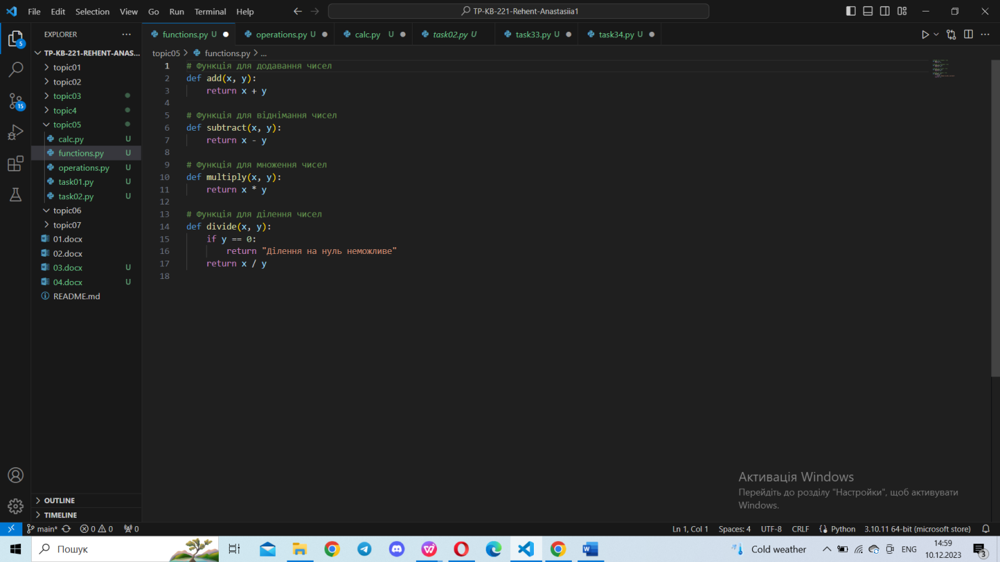 File Edit Selection View Go Run Terminal Help
TP-KB-221-Rehent-Anastasiia1
EXPLORER
functions.py U
operations.py U
calc.py U
task02.py U
task33.py U
task34.py U
TP-KB-221-REHENT-ANAS...
topic05 > functions.py > ...
topic01
topic02
topic03
topic4
topic05
calc.py U
functions.py U
operations.py U
task01.py U
task02.py U
topic06
topic07
01.docx
02.docx
03.docx U
04.docx U
README.md
1 # Функція для додавання чисел
2 def add(x, y):
3 return x + y
4
5 # Функція для віднімання чисел
6 def subtract(x, y):
7 return x - y
8
9 # Функція для множення чисел
10 def multiply(x, y):
11 return x * y
12
13 # Функція для ділення чисел
14 def divide(x, y):
15 if y == 0:
16 return "Ділення на нуль неможливе"
17 return x / y
18
5
15
OUTLINE
TIMELINE
Активація Windows
Перейдіть до розділу "Настройки", щоб активувати
Windows.
main* 0 0 0
Ln 1, Col 1 Spaces: 4 UTF-8 CRLF Python 3.10.11 64-bit (microsoft store)
Пошук
Cold weather
ENG
14:59
10.12.2023
3